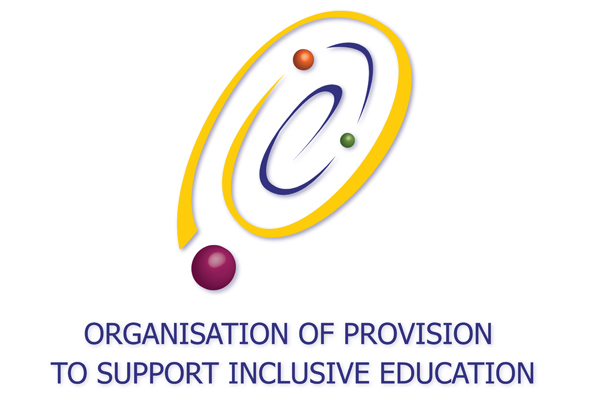 ORGANISATION OF PROVISION
TO SUPPORT INCLUSIVE EDUCATION